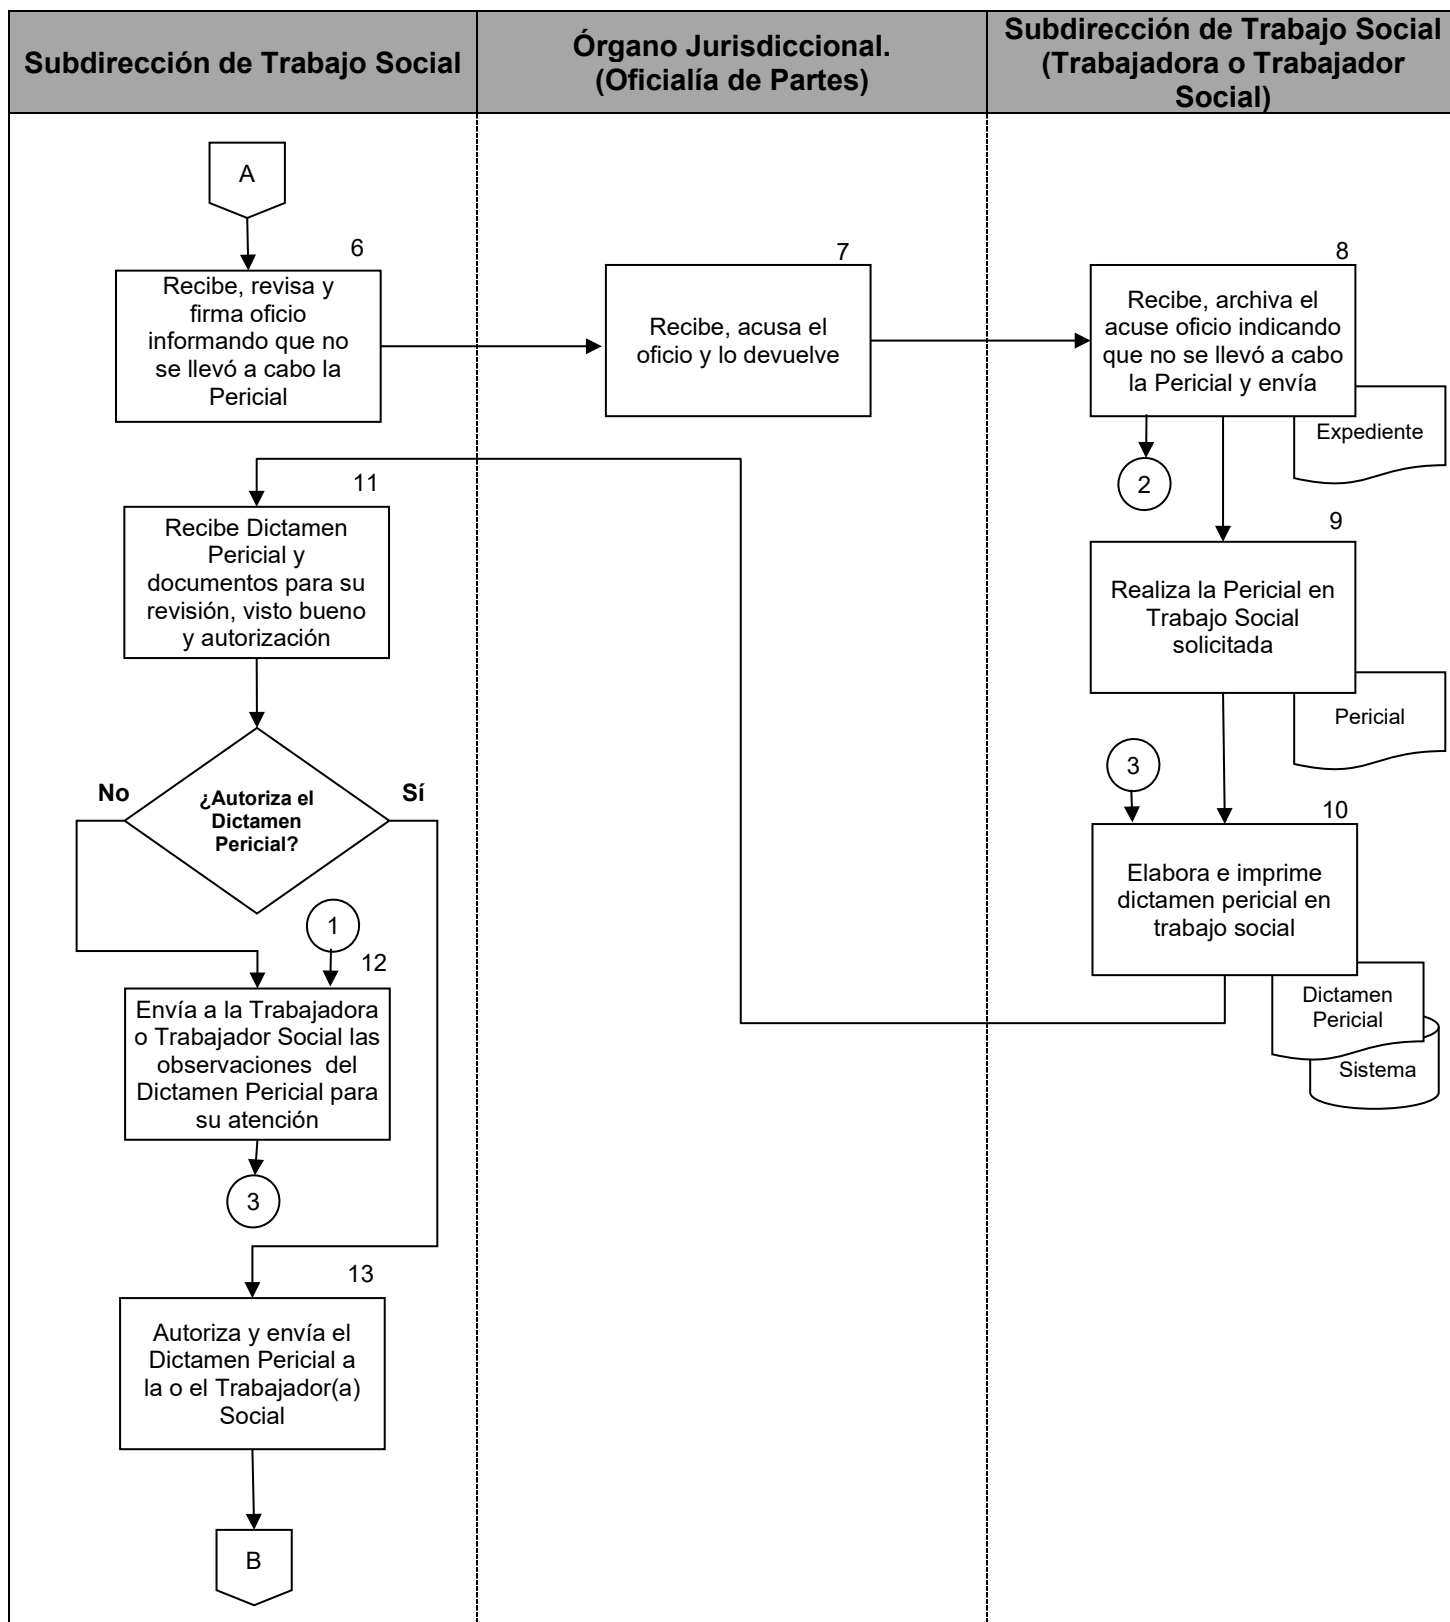 Subdirección de Trabajo Social
Órgano Jurisdiccional.
(Oficialía de Partes)
Subdirección de Trabajo Social
(Trabajadora o Trabajador
Social)
A
6
Recibe, revisa y
firma oficio
informando que no
se llevó a cabo la
Pericial
7
Recibe, acusa el
oficio y lo devuelve
8
Recibe, archiva el
acuse oficio indicando
que no se llevó a cabo
la Pericial y envía
Expediente
2
9
Realiza la Pericial en
Trabajo Social
solicitada
Pericial
3
10
Elabora e imprime
dictamen pericial en
trabajo social
Dictamen
Pericial
Sistema
11
Recibe Dictamen
Pericial y
documentos para su
revisión, visto bueno
y autorización
No
¿Autoriza el
Dictamen
Pericial?
Sí
1
12
Envía a la Trabajadora
o Trabajador Social las
observaciones  del
Dictamen Pericial para
su atención
3
13
Autoriza y envía el
Dictamen Pericial a
la o el Trabajador(a)
Social
B